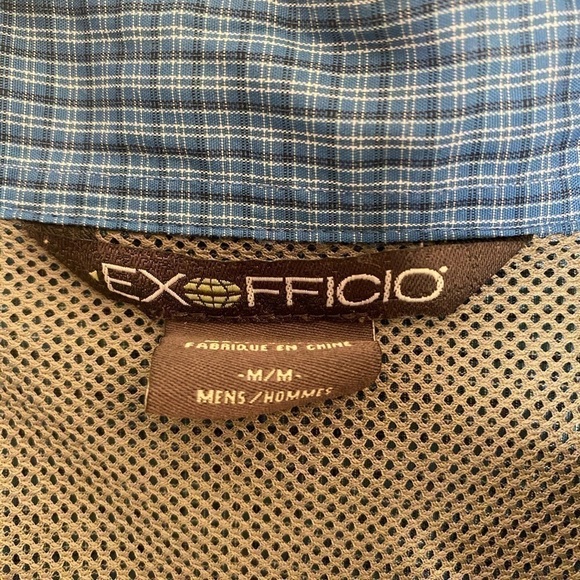 EXOFFICIO
FABRIQUE EN CHINE
-M/M-
MENS/HOMMES